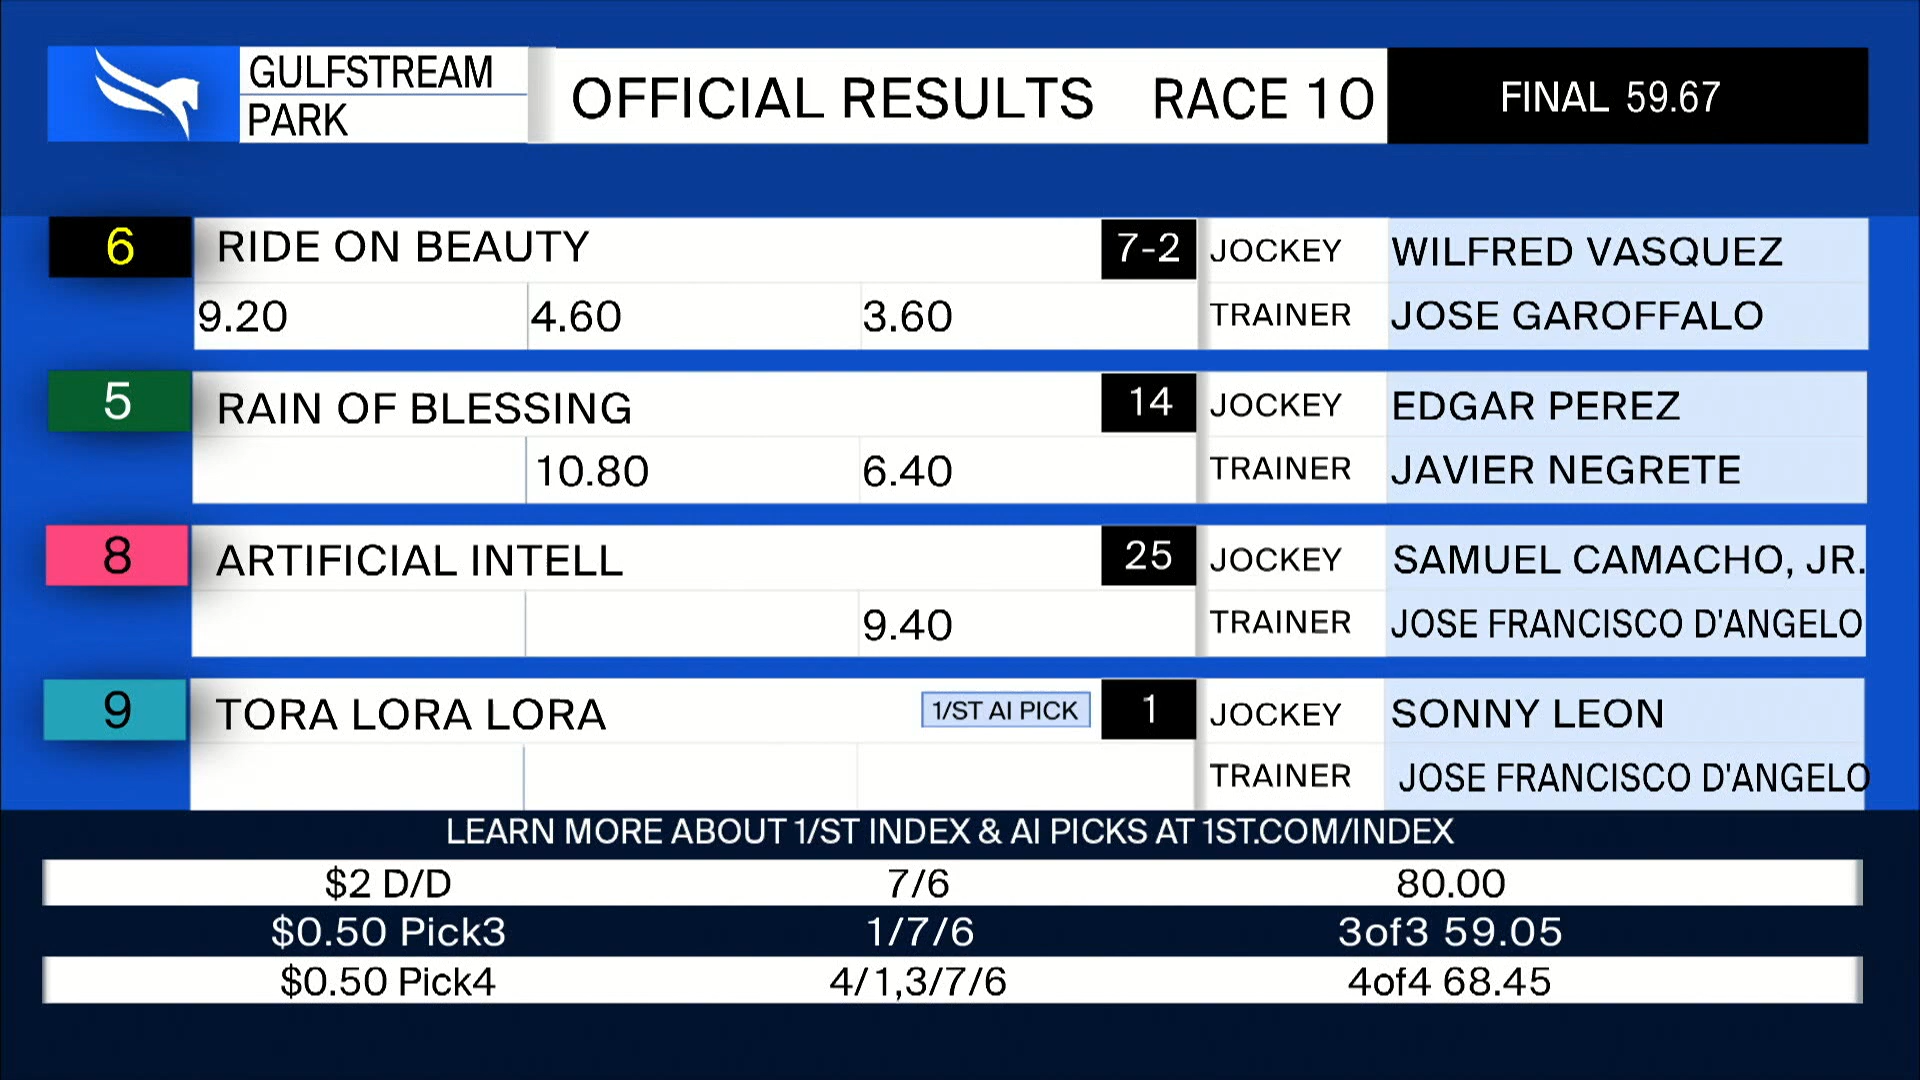 GULFSTREAM
PARK
OFFICIAL RESULTS RACE 10 FINAL 59.67
6 RIDE ON BEAUTY 7-2 JOCKEY WILFRED VASQUEZ
9.20 4.60 3.60 TRAINER JOSE GAROFFALO
5 RAIN OF BLESSING 14 JOCKEY EDGAR PEREZ
10.80 6.40 TRAINER JAVIER NEGRETE
8 ARTIFICIAL INTELL 25 JOCKEY SAMUEL CAMACHO, JR.
9.40 TRAINER JOSE FRANCISCO D'ANGELO
9 TORA LORA LORA 1/ST AI PICK 1 JOCKEY SONNY LEON
TRAINER JOSE FRANCISCO D'ANGELO
LEARN MORE ABOUT 1/ST INDEX & AI PICKS AT 1ST.COM/INDEX
$2 D/D 7/6 80.00
$0.50 Pick3 1/7/6 3of3 59.05
$0.50 Pick4 4/1,3/7/6 4of4 68.45